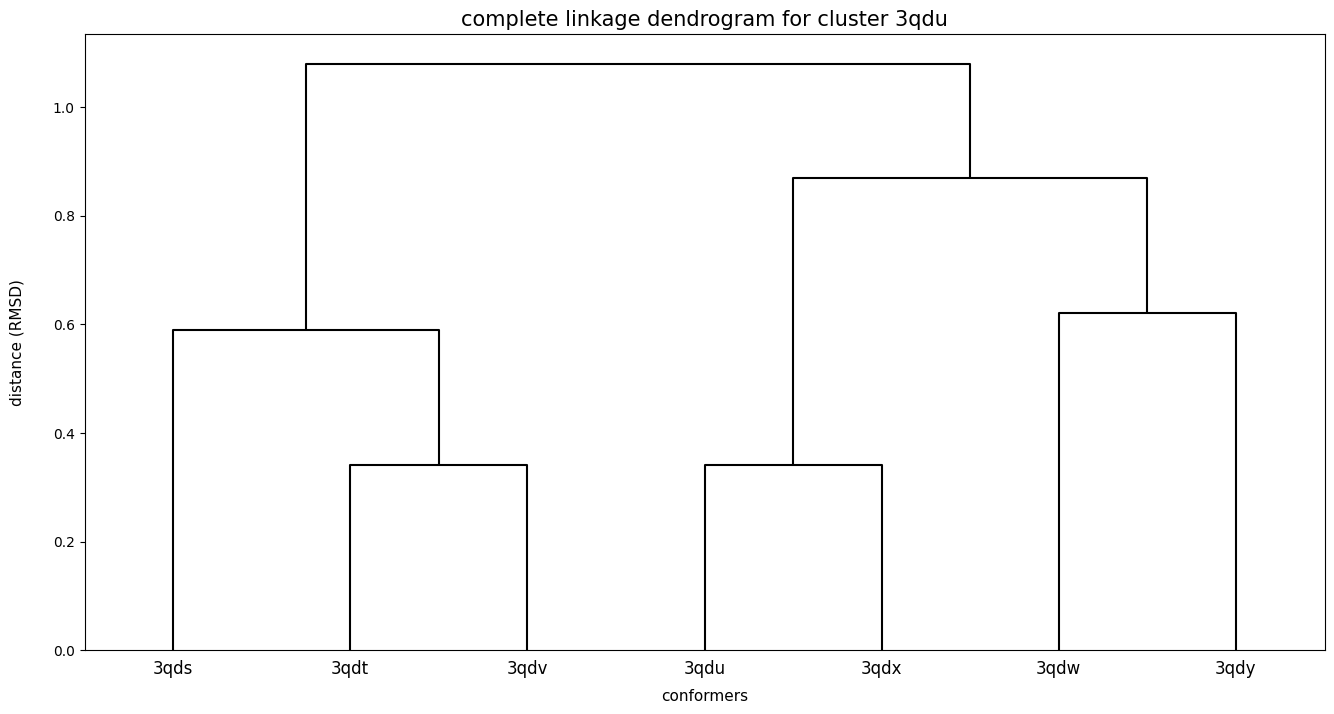 complete linkage dendrogram for cluster 3qdu
distance (RMSD)
1.0
0.8
0.6
0.4
0.2
0.0
3qds 3qdt 3qdv 3qdu 3qdx 3qdw 3qdy
conformers